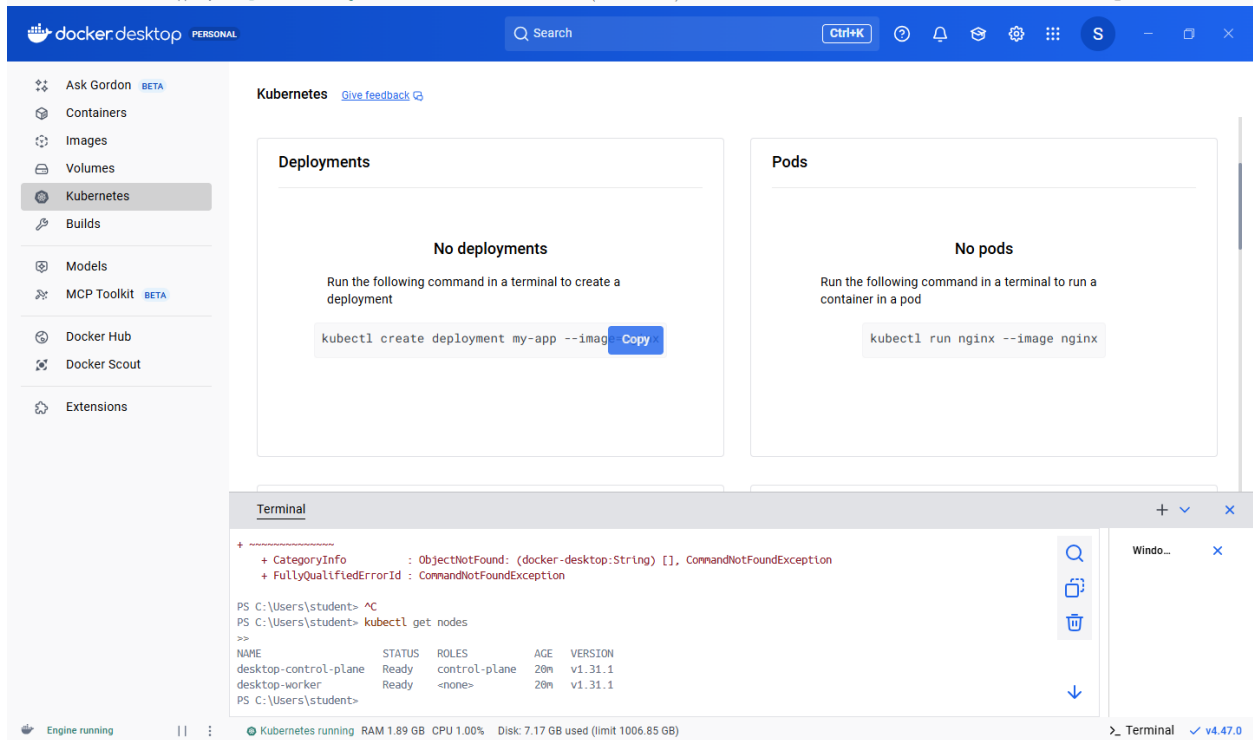 docker.desktop PERSONAL
Search
Ctrl+K
S
Ask Gordon BETA
Containers
Images
Volumes
Kubernetes
Builds
Models
MCP Toolkit BETA
Docker Hub
Docker Scout
Extensions
Kubernetes Give feedback
Deployments
No deployments
Run the following command in a terminal to create a
deployment
kubectl create deployment my-app --image
Copy
Pods
No pods
Run the following command in a terminal to run a
container in a pod
kubectl run nginx --image nginx
Terminal
+ ~~~~~~~~~~~~~~
+ CategoryInfo : ObjectNotFound: (docker-desktop:String) [], CommandNotFoundException
+ FullyQualifiedErrorId : CommandNotFoundException
PS C:\Users\student> ^C
PS C:\Users\student> kubectl get nodes
>>
NAME STATUS ROLES AGE VERSION
desktop-control-plane Ready control-plane 20m v1.31.1
desktop-worker Ready <none> 20m v1.31.1
PS C:\Users\student>
Windo...
Engine running
Kubernetes running RAM 1.89 GB CPU 1.00% Disk: 7.17 GB used (limit 1006.85 GB)
>_ Terminal
v4.47.0